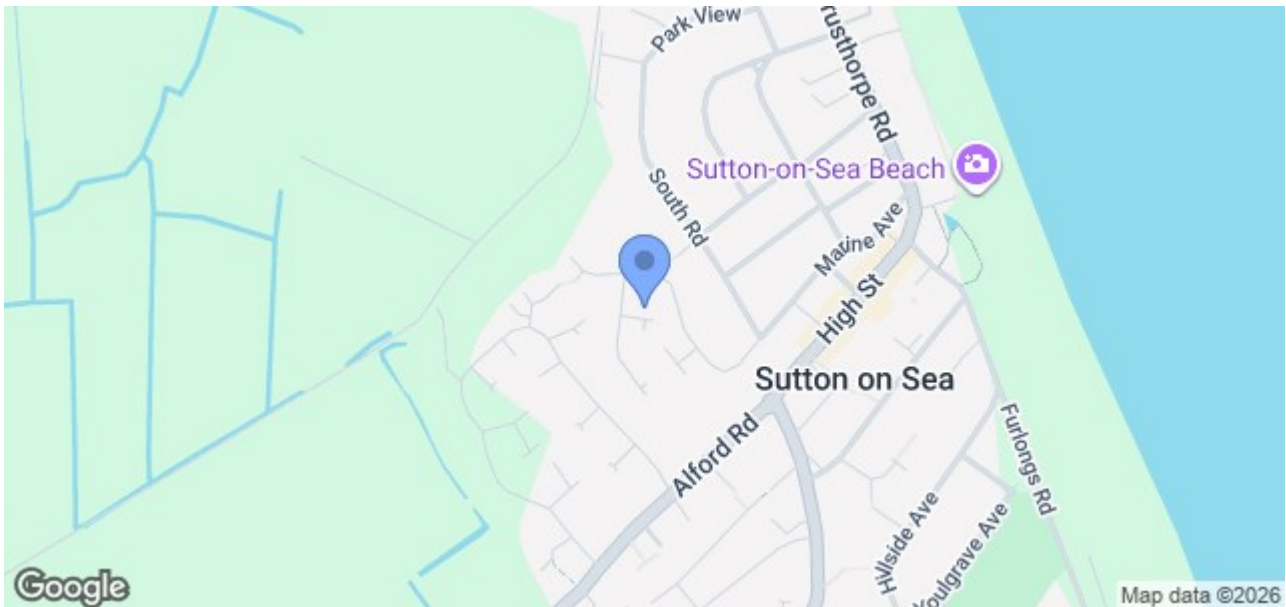 Park View
Trusthorpe Rd
Sutton-on-Sea Beach
South Rd
Marine Ave
High St
Sutton on Sea
Alford Rd
Furlongs Rd
Hillside Ave
Youlgrave Ave
Google
Map data ©2026